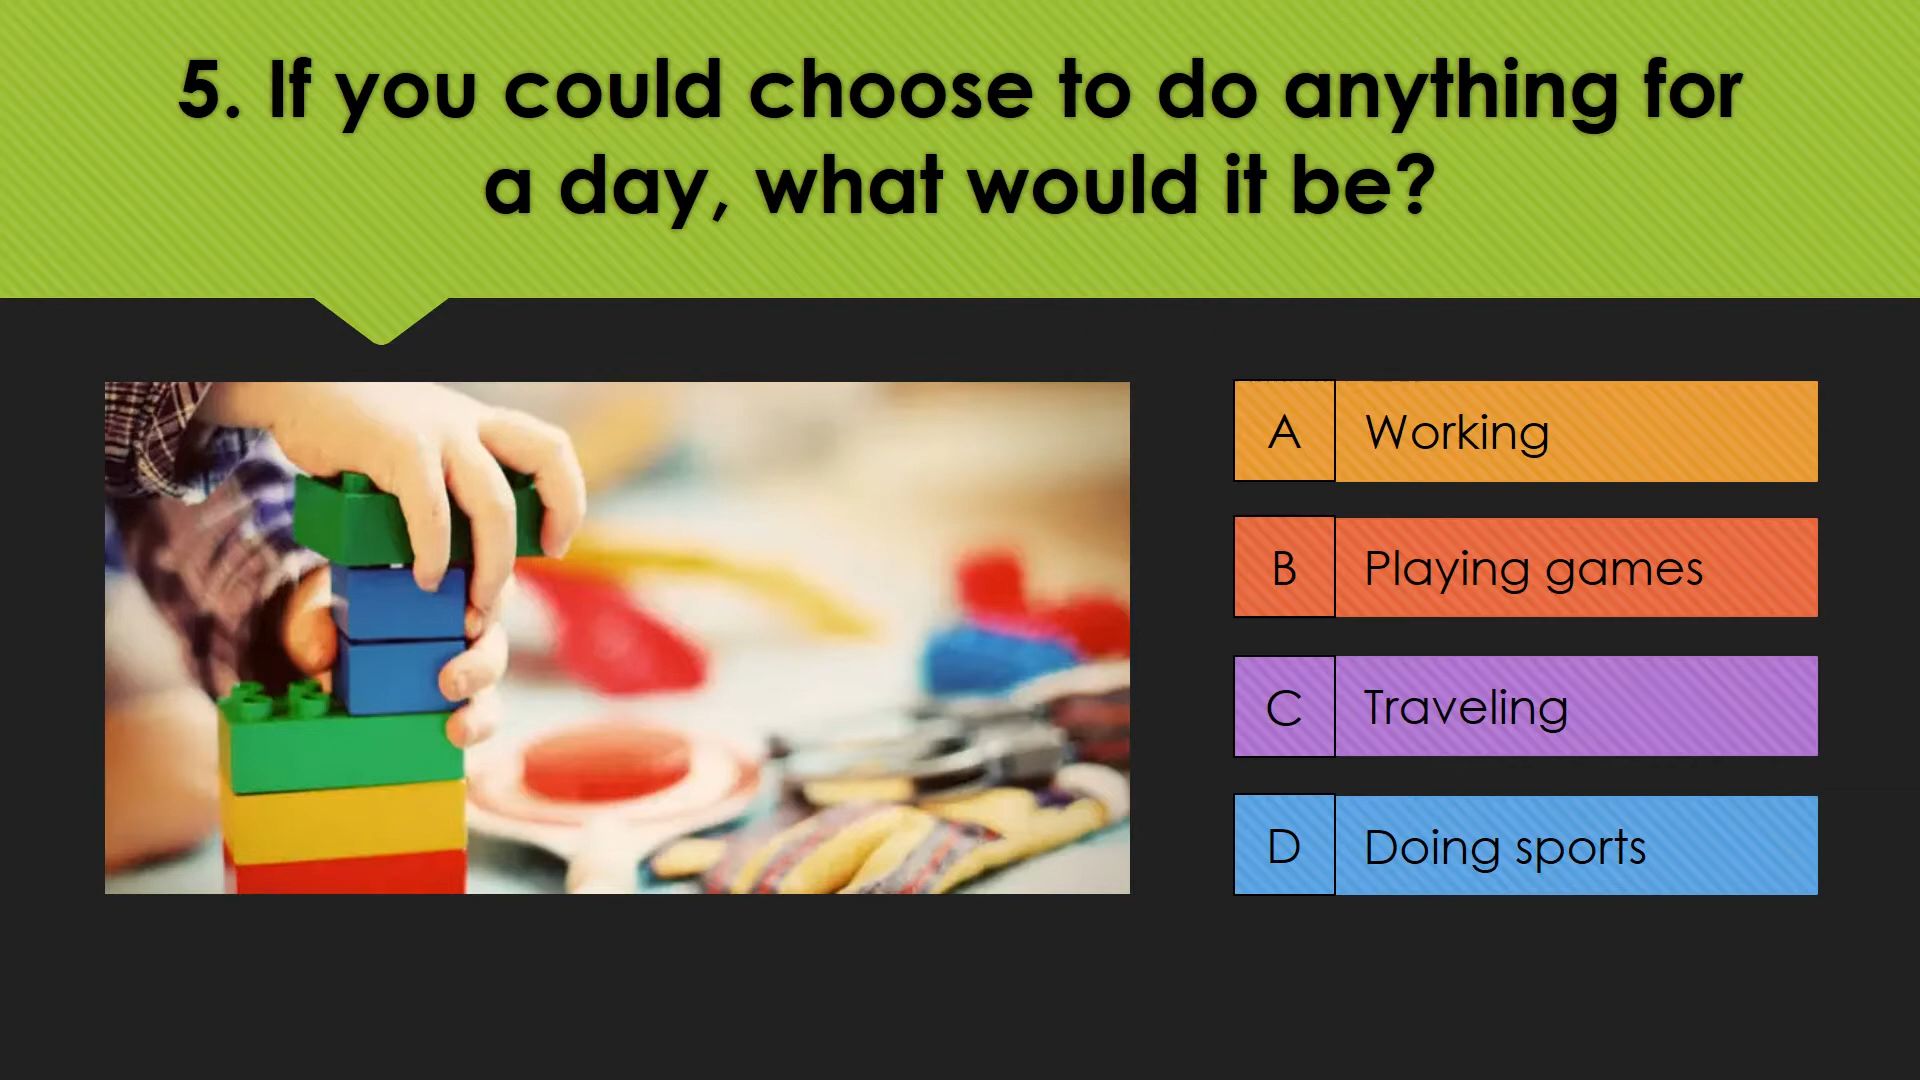 5. If you could choose to do anything for
a day, what would it be?
A Working
B Playing games
C Traveling
D Doing sports